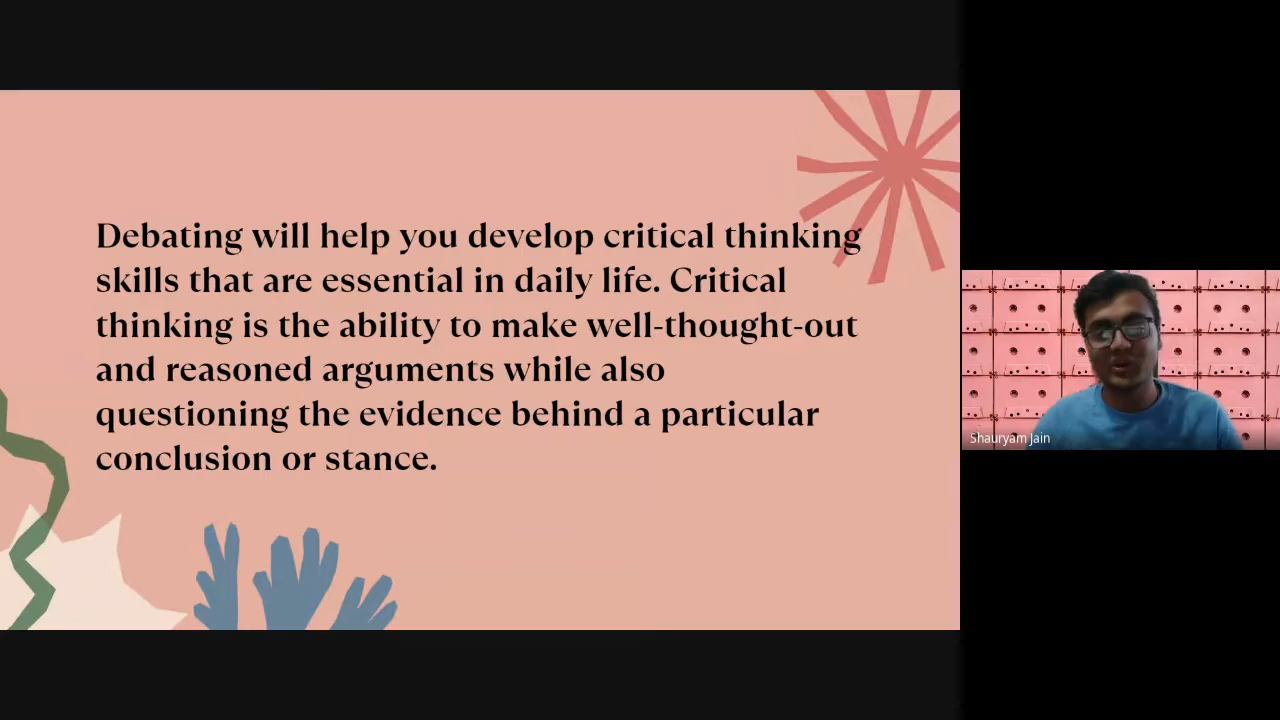 Debating will help you develop critical thinking
skills that are essential in daily life. Critical
thinking is the ability to make well-thought-out
and reasoned arguments while also
questioning the evidence behind a particular
conclusion or stance.
Shauryam Jain